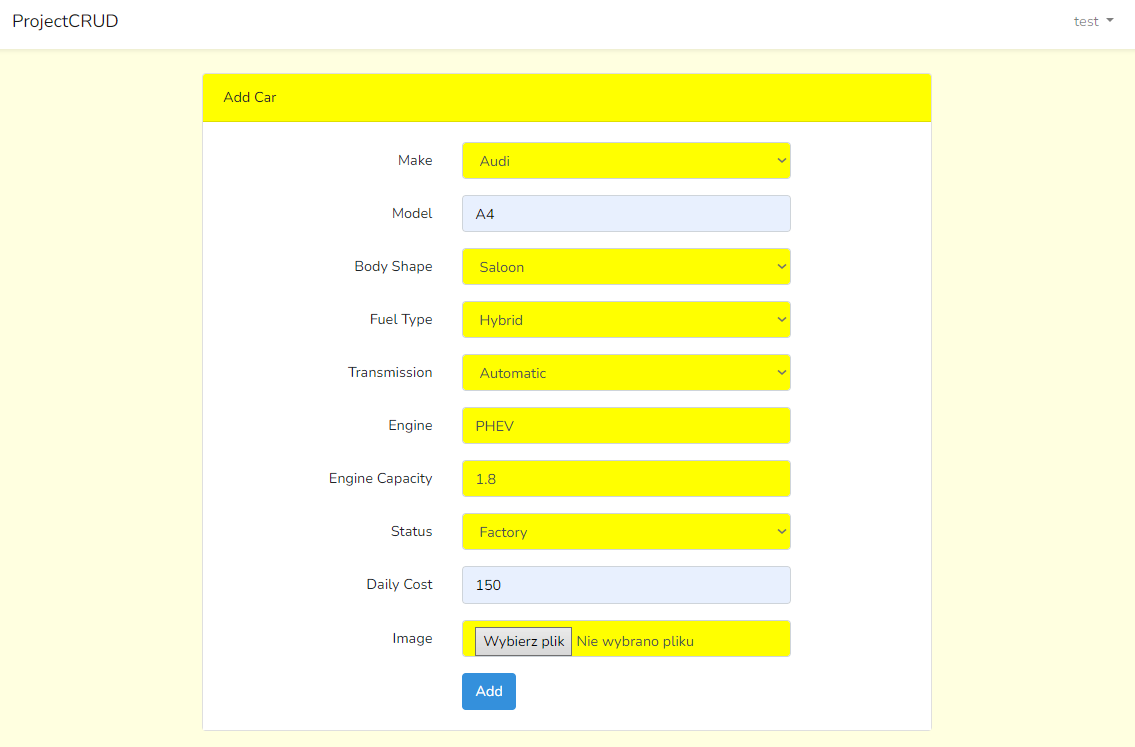 ProjectCRUD test
Add Car
Make Audi
Model A4
Body Shape Saloon
Fuel Type Hybrid
Transmission Automatic
Engine PHEV
Engine Capacity 1.8
Status Factory
Daily Cost 150
Image Wybierz plik Nie wybrano pliku
Add